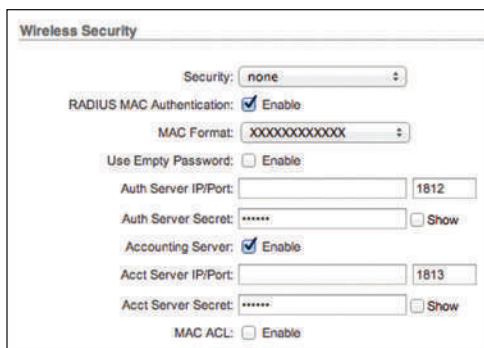 Wireless Security
Security: none
RADIUS MAC Authentication: Enable
MAC Format: XXXXXXXXXXXX
Use Empty Password: Enable
Auth Server IP/Port: 1812
Auth Server Secret: •••••• Show
Accounting Server: Enable
Acct Server IP/Port: 1813
Acct Server Secret: •••••• Show
MAC ACL: Enable